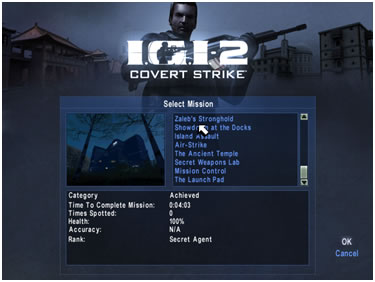 I.G.I-2
COVERT STRIKE
Select Mission
Zaleb's Stronghold
Showdown at the Docks
Island Assault
Air-Strike
The Ancient Temple
Secret Weapons Lab
Mission Control
The Launch Pad
Category Achieved
Time To Complete Mission: 0:04:03
Times Spotted: 0
Health: 100%
Accuracy: N/A
Rank: Secret Agent
OK
Cancel